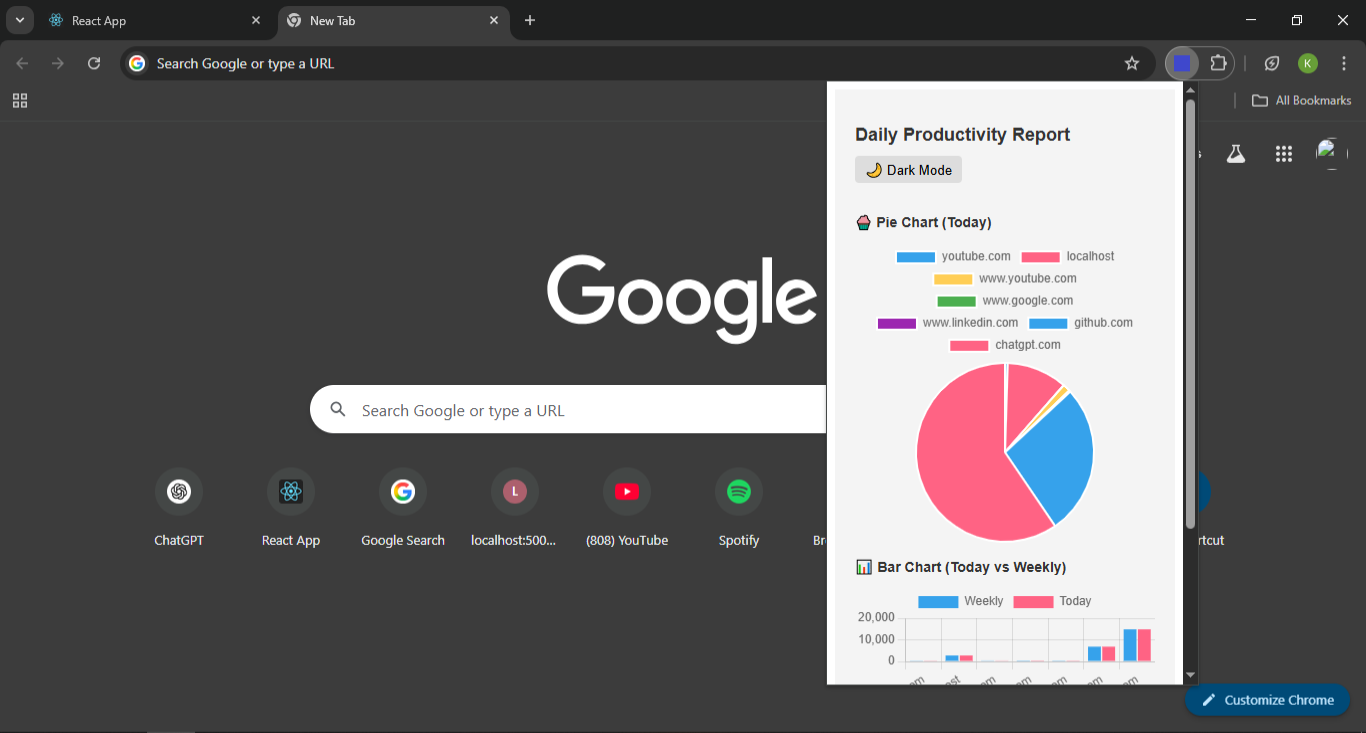 React App
New Tab
Search Google or type a URL
K
All Bookmarks
Daily Productivity Report
Dark Mode
Pie Chart (Today)
youtube.com localhost
www.youtube.com
www.google.com
www.linkedin.com github.com
chatgpt.com
Google
Search Google or type a URL
L
ChatGPT
React App
Google Search
localhost:500...
(808) YouTube
Spotify
Bar Chart (Today vs Weekly)
Weekly Today
20,000
10,000
0
Customize Chrome